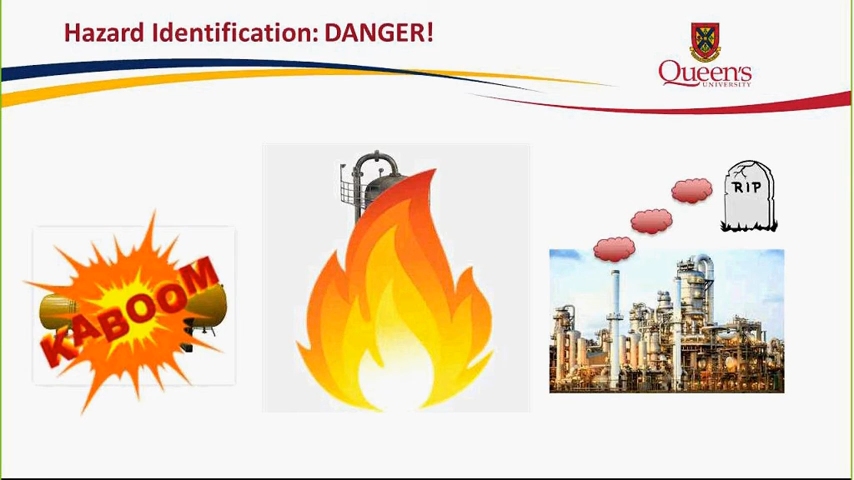 Hazard Identification: DANGER!
Queen's
UNIVERSITY
RIP
KABOOM